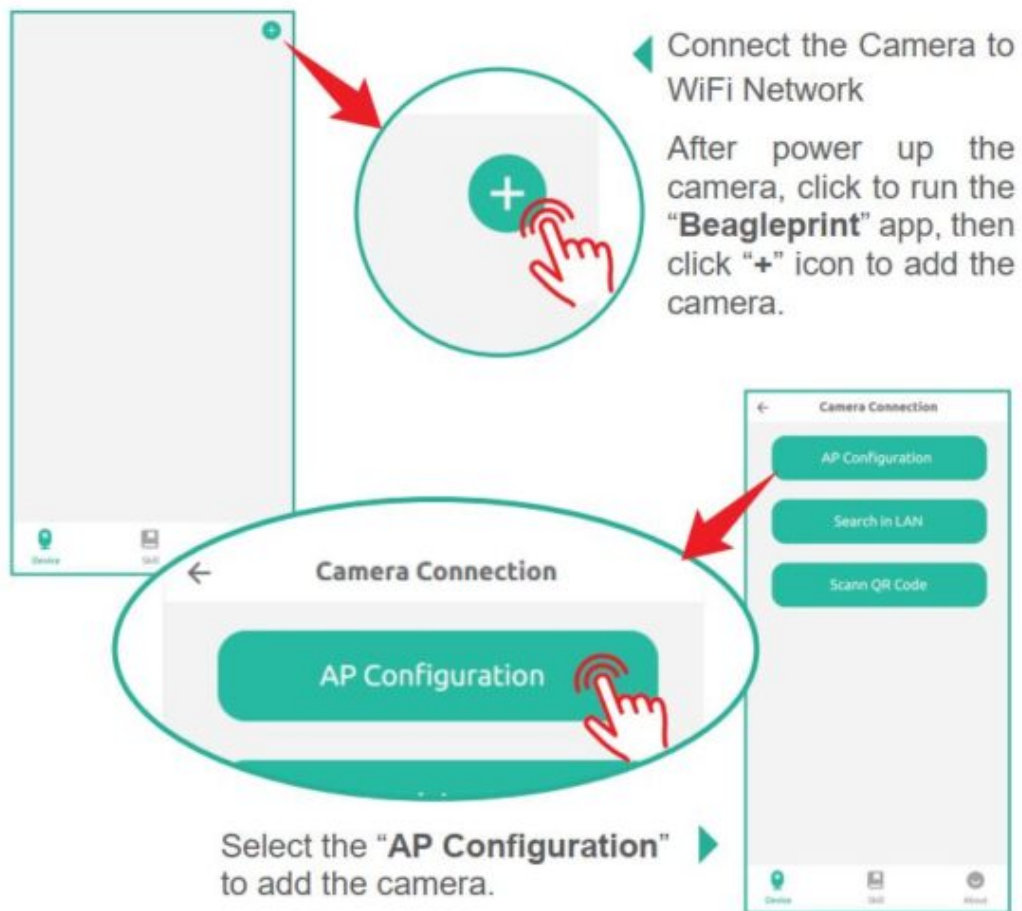 Connect the Camera to
WiFi Network
After power up the
camera, click to run the
“Beagleprint” app, then
click “+” icon to add the
camera.
Device
Skill
← Camera Connection
AP Configuration
Search in LAN
Scann QR Code
Device
Skill
About
← Camera Connection
AP Configuration
Select the “AP Configuration”
to add the camera.